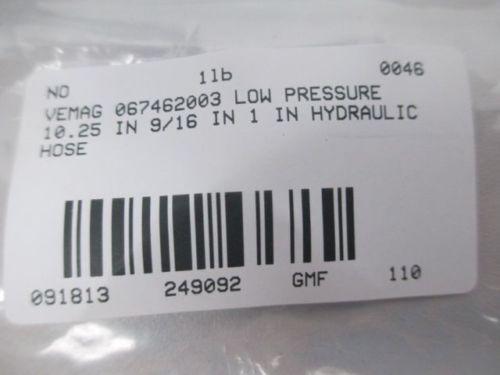 NO 1lb 0046
VEMAG 067462003 LOW PRESSURE
10.25 IN 9/16 IN 1 IN HYDRAULIC
HOSE
091813 249092 GMF 110